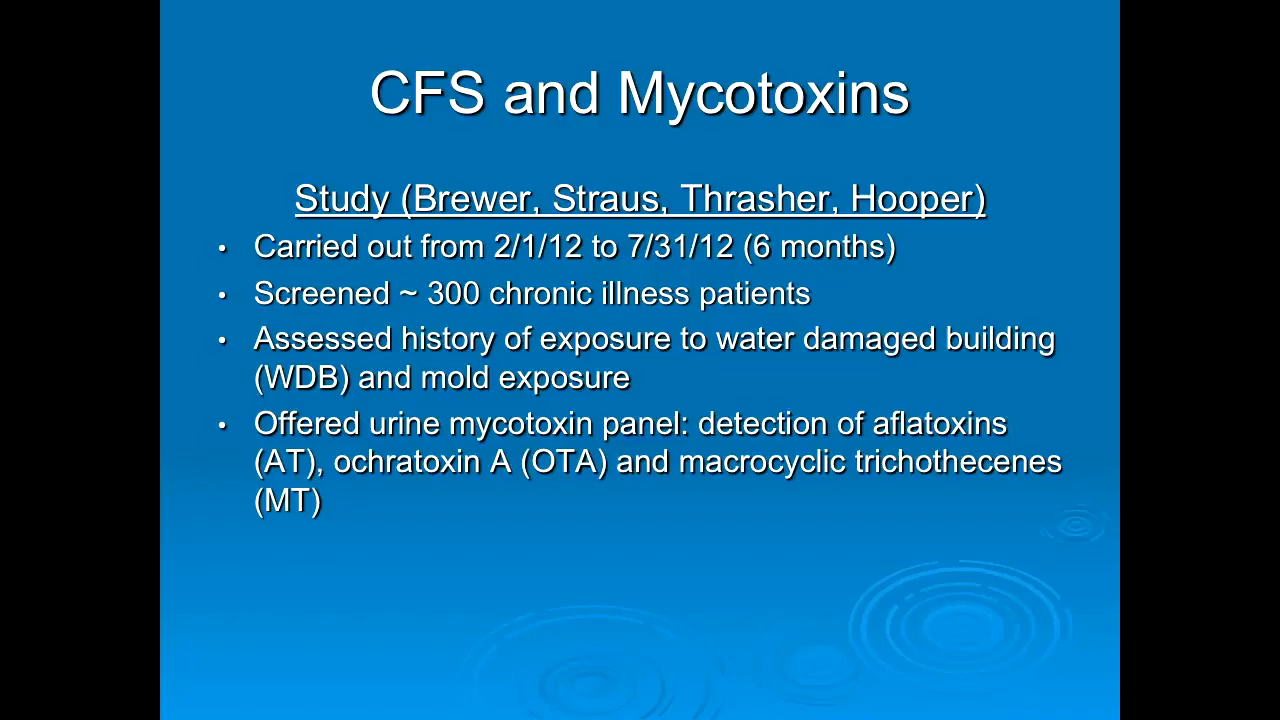 CFS and Mycotoxins
Study (Brewer, Straus, Thrasher, Hooper)
• Carried out from 2/1/12 to 7/31/12 (6 months)
• Screened ~ 300 chronic illness patients
• Assessed history of exposure to water damaged building
(WDB) and mold exposure
• Offered urine mycotoxin panel: detection of aflatoxins
(AT), ochratoxin A (OTA) and macrocyclic trichothecenes
(MT)